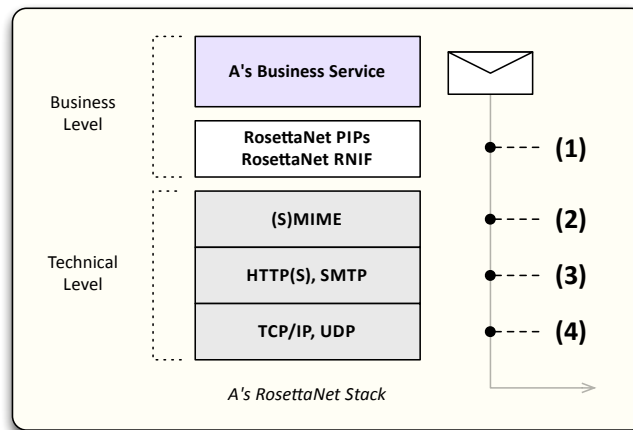 Business
Level
A's Business Service
RosettaNet PIPs
RosettaNet RNIF
(1)
Technical
Level
(S)MIME
(2)
HTTP(S), SMTP
(3)
TCP/IP, UDP
(4)
A's RosettaNet Stack